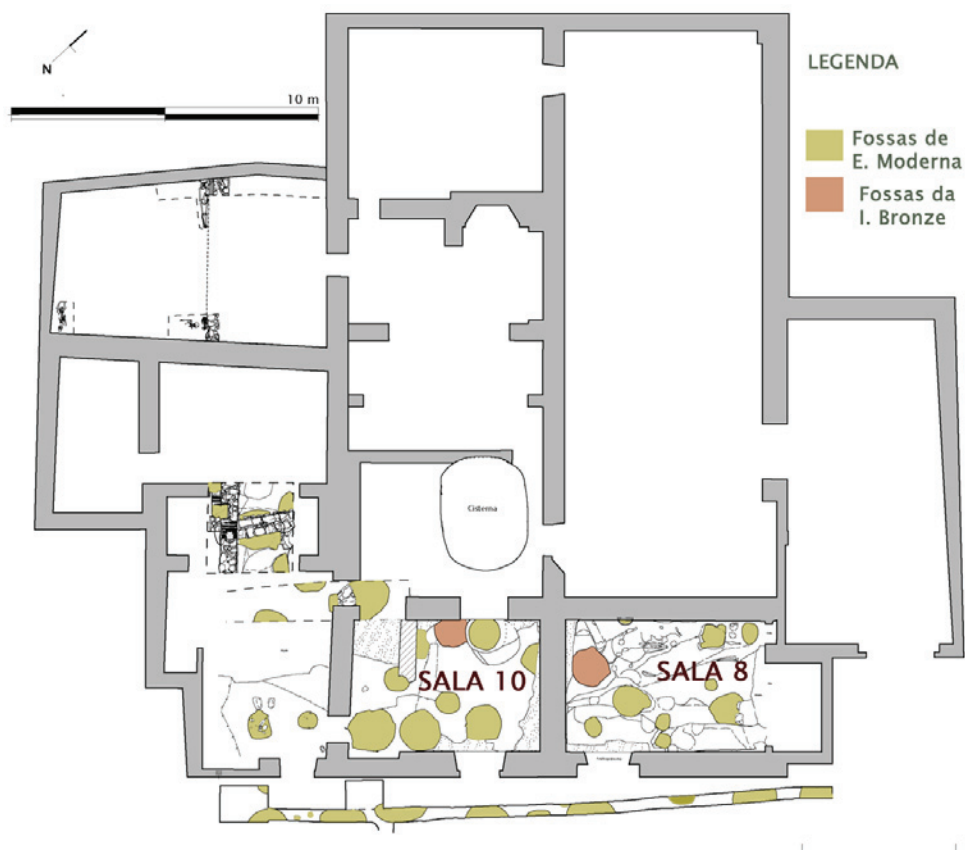 N
10 m
LEGENDA
Fossas de
E. Moderna
Fossas da
I. Bronze
Cisterna
SALA 10
SALA 8